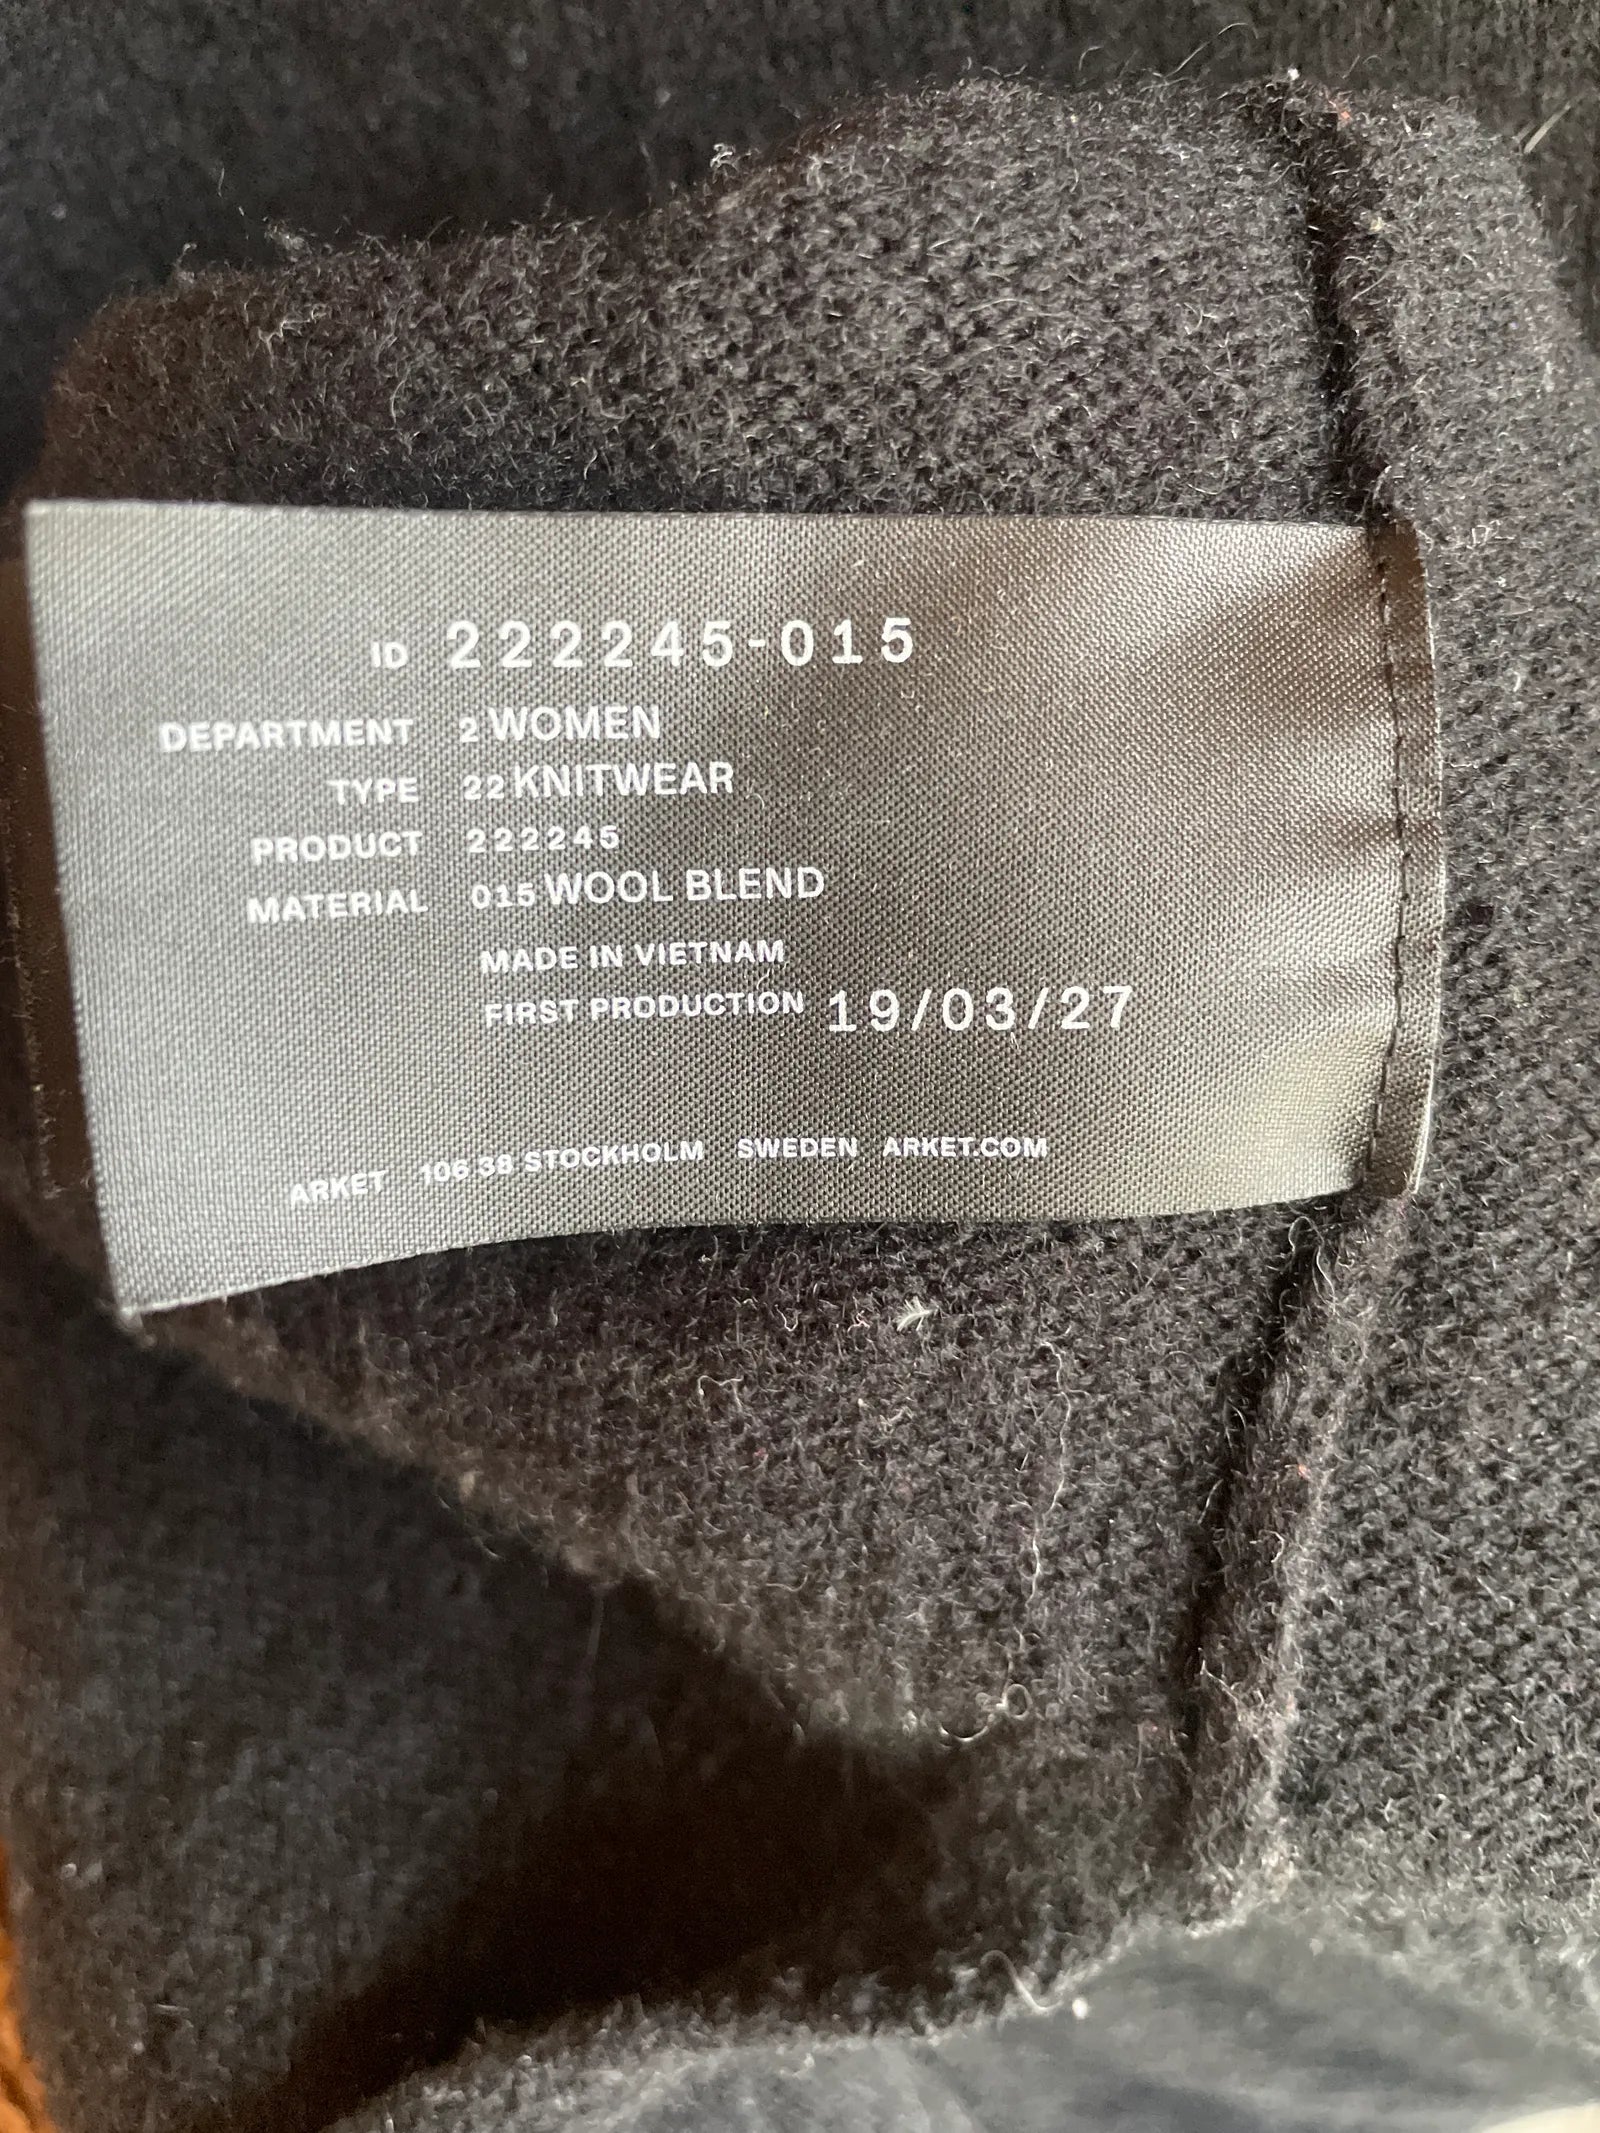 ID 222245-015
DEPARTMENT 2 WOMEN
TYPE 22 KNITWEAR
PRODUCT 222245
MATERIAL 015 WOOL BLEND
MADE IN VIETNAM
FIRST PRODUCTION 19/03/27
ARKET 106 38 STOCKHOLM SWEDEN ARKET.COM